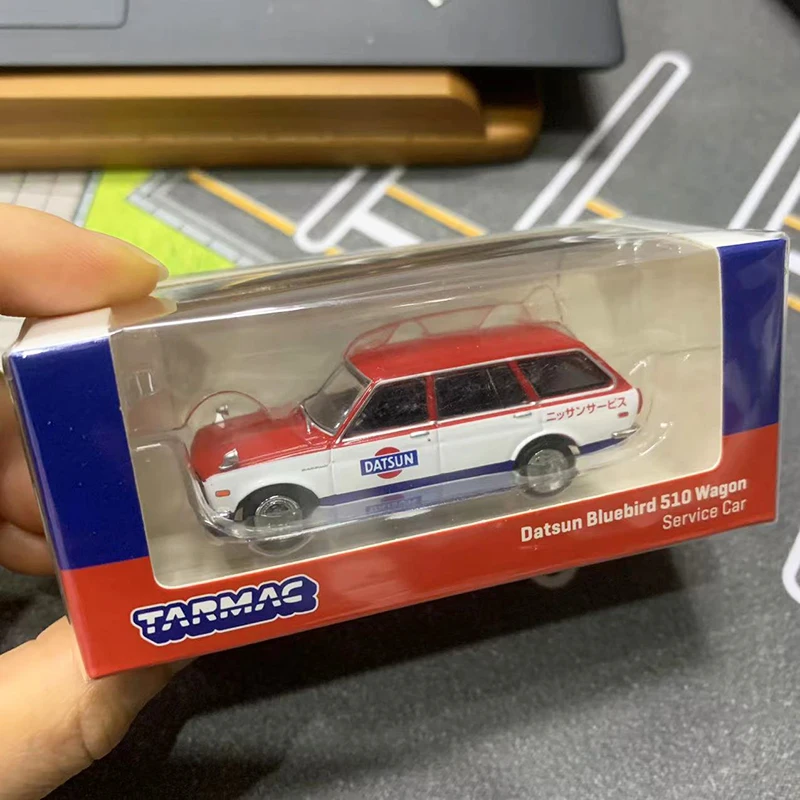 ニッサンサービス
DATSUN
Datsun Bluebird 510 Wagon
Service Car
TARMAC